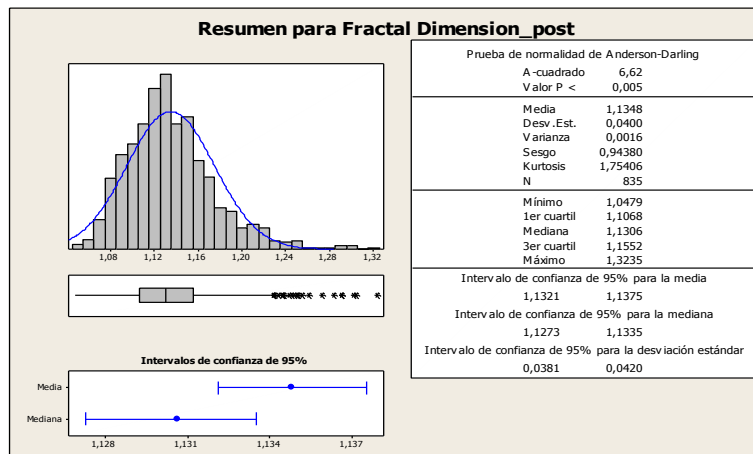 Resumen para Fractal Dimension_post
1,08 1,12 1,16 1,20 1,24 1,28 1,32
Intervalos de confianza de 95%
Media
Mediana
1,128 1,131 1,134 1,137
Prueba de normalidad de Anderson-Darling
A-cuadrado 6,62
Valor P < 0,005
Media 1,1348
Desv.Est. 0,0400
Varianza 0,0016
Sesgo 0,94380
Kurtosis 1,75406
N 835
Mínimo 1,0479
1er cuartil 1,1068
Mediana 1,1306
3er cuartil 1,1552
Máximo 1,3235
Intervalo de confianza de 95% para la media
1,1321 1,1375
Intervalo de confianza de 95% para la mediana
1,1273 1,1335
Intervalo de confianza de 95% para la desviación estándar
0,0381 0,0420